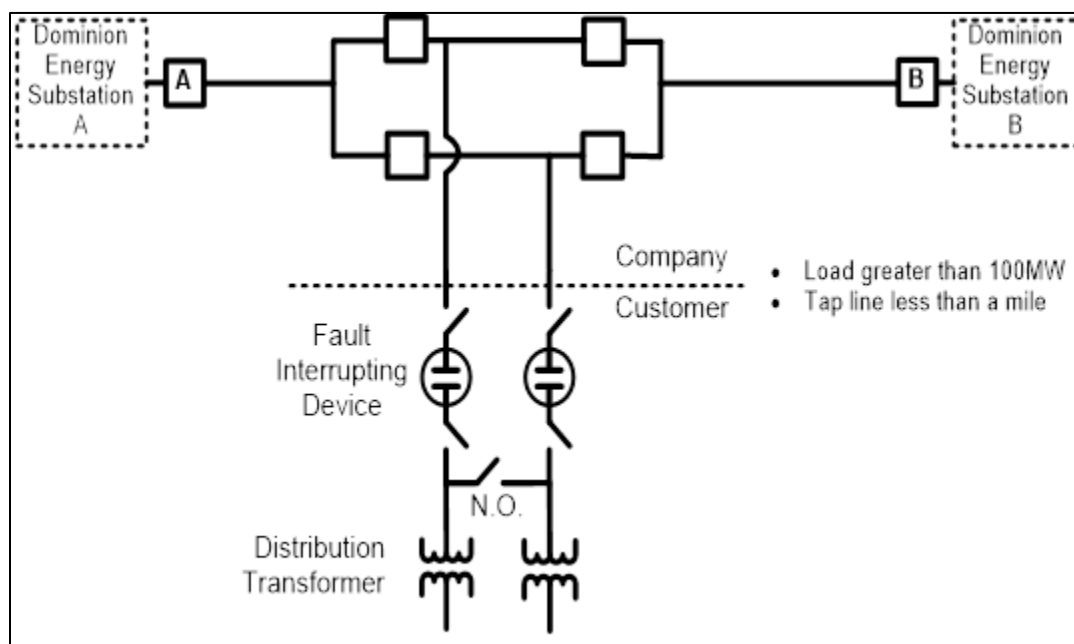 Dominion
Energy
Substation
A
A
B
Dominion
Energy
Substation
B
Company
Customer
• Load greater than 100MW
• Tap line less than a mile
Fault
Interrupting
Device
N.O.
Distribution
Transformer